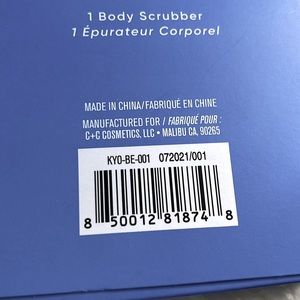 1 Body Scrubber
1 Épurateur Corporel
MADE IN CHINA/FABRIQUÉ EN CHINE
MANUFACTURED FOR / FABRIQUÉ POUR :
C+C COSMETICS, LLC • MALIBU CA, 90265
KYO-BE-001 072021/001
8 50012 81874 8